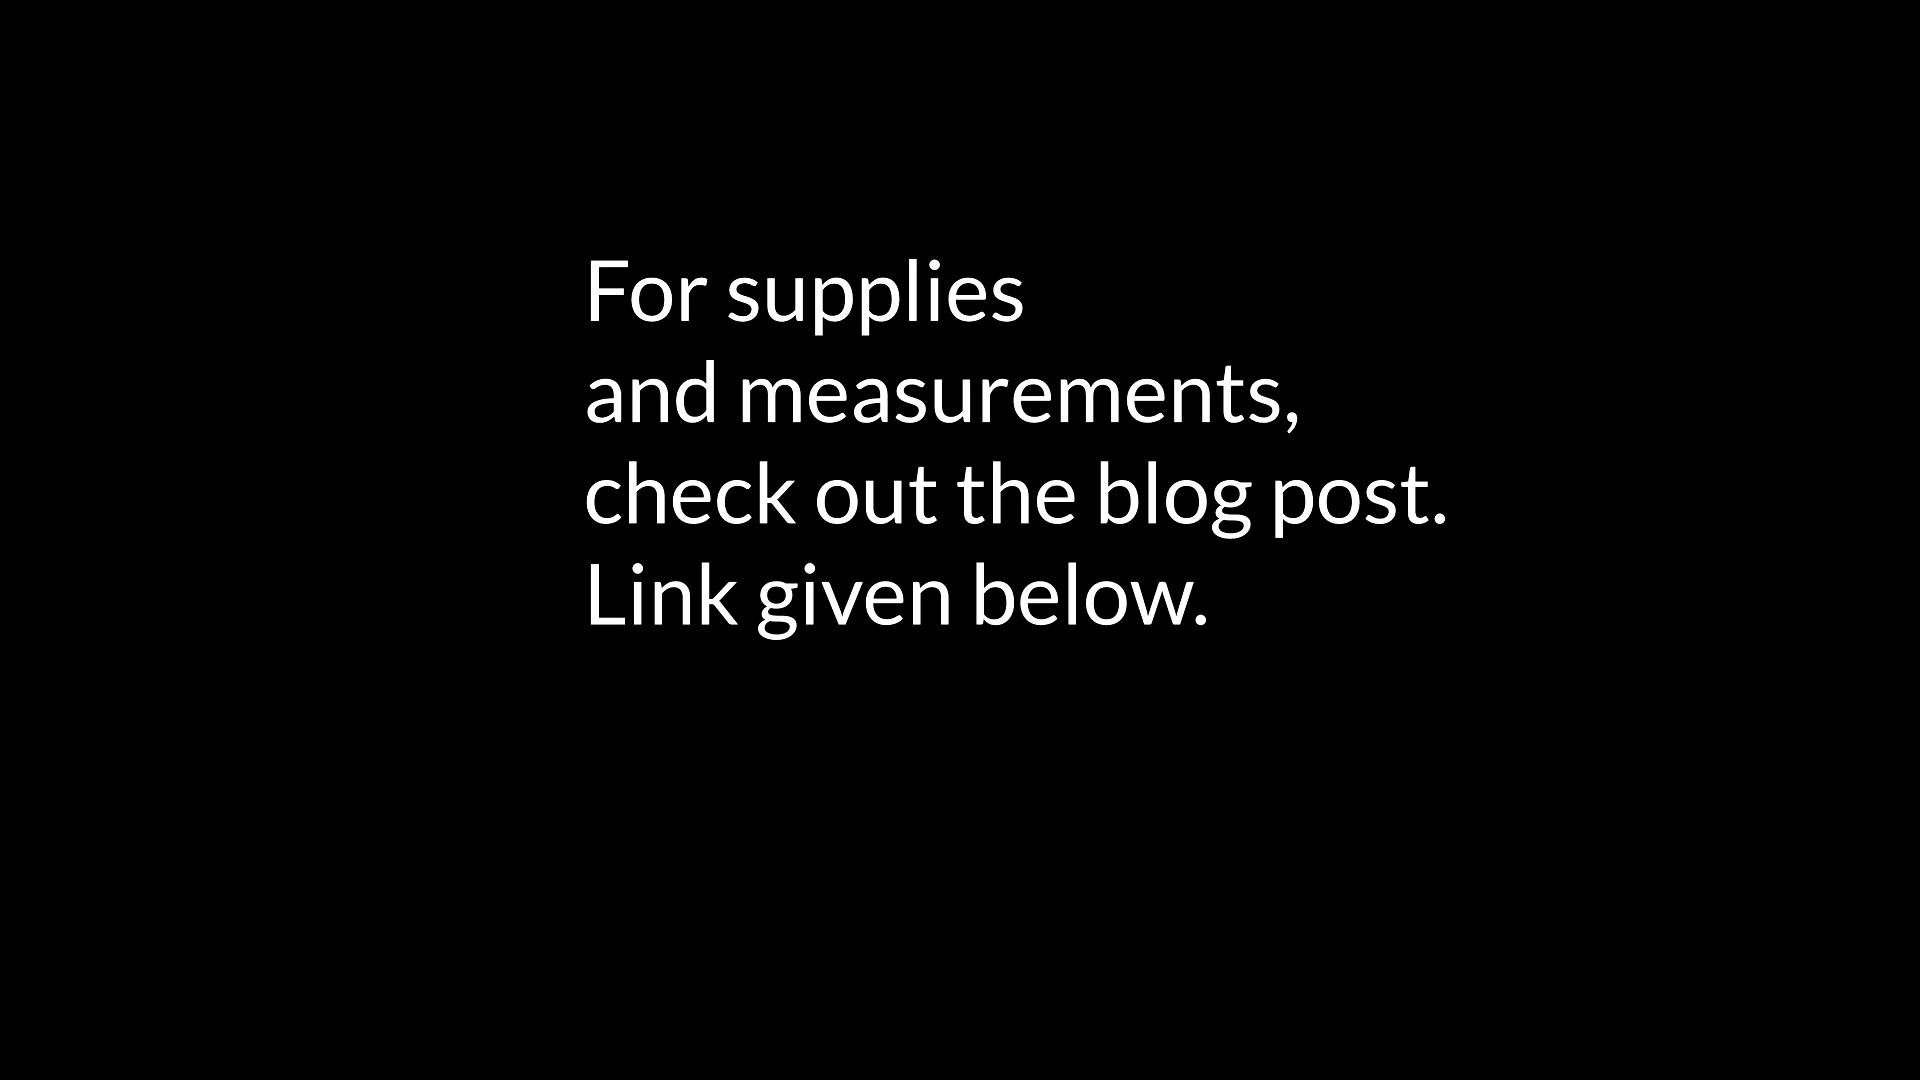 For supplies
and measurements,
check out the blog post.
Link given below.